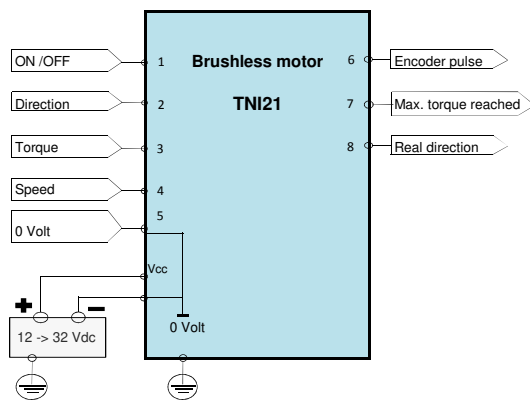 ON /OFF
1
Brushless motor
6
Encoder pulse
Direction
2
TNI21
7
Max. torque reached
Torque
3
8
Real direction
Speed
4
5
0 Volt
Vcc
+
−
0 Volt
12 -> 32 Vdc